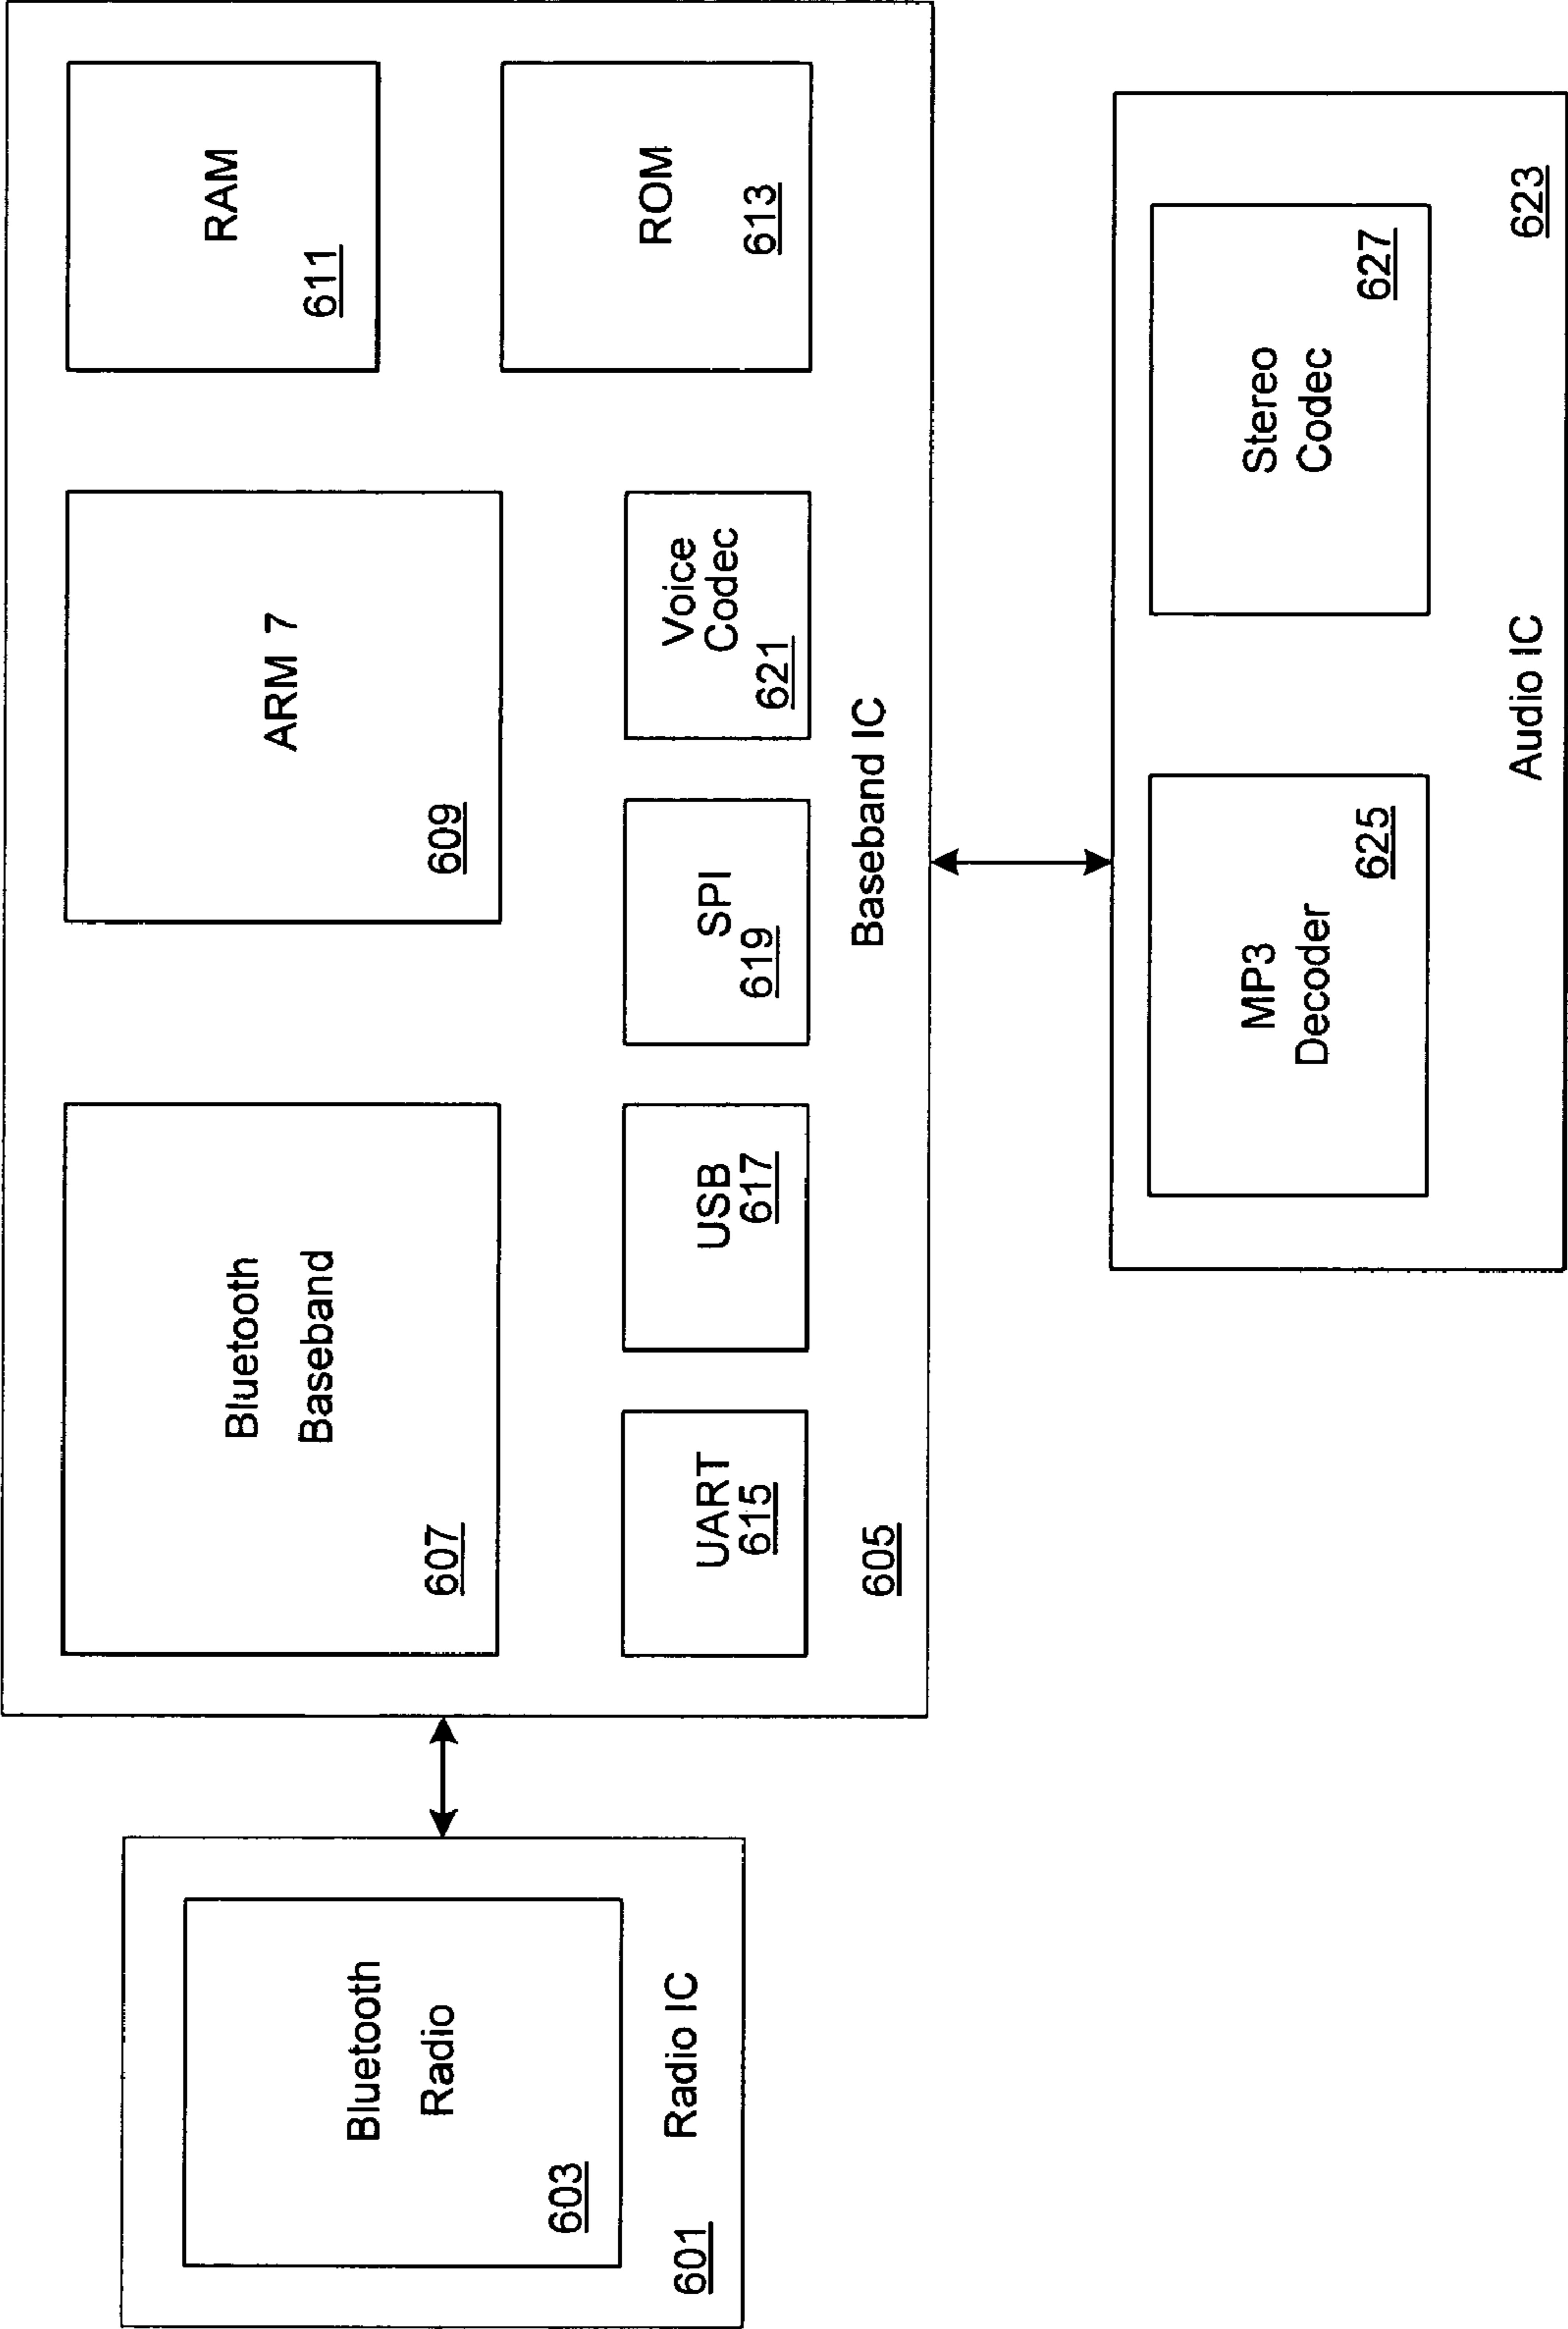 Bluetooth
Radio
603
Radio IC
601
Bluetooth
Baseband
607
ARM 7
609
RAM
611
ROM
613
UART
615
USB
617
SPI
619
Voice
Codec
621
605
Baseband IC
MP3
Decoder
625
Stereo
Codec
627
Audio IC
623